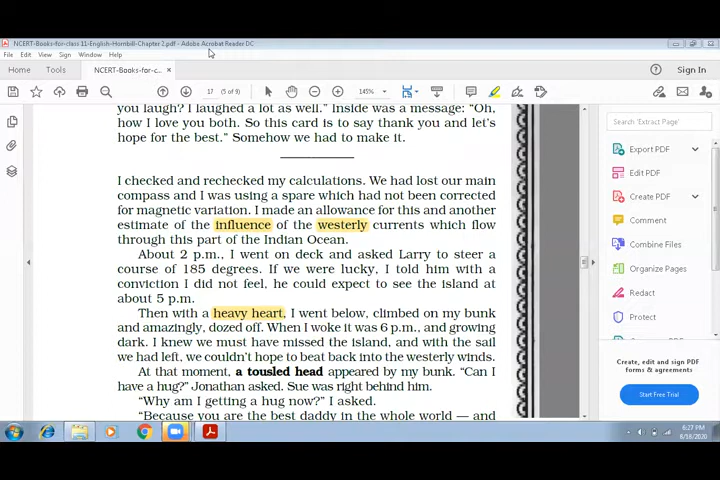 NCERT-Books-for-class 11-English-Hornbill-Chapter 2.pdf - Adobe Acrobat Reader DC
File Edit View Sign Window Help
Home Tools NCERT-Books-for-c... × Sign In
17 (5 of 9) 145%
you laugh? I laughed a lot as well.” Inside was a message: “Oh,
how I love you both. So this card is to say thank you and let’s
hope for the best.” Somehow we had to make it.
I checked and rechecked my calculations. We had lost our main
compass and I was using a spare which had not been corrected
for magnetic variation. I made an allowance for this and another
estimate of the influence of the westerly currents which flow
through this part of the Indian Ocean.
About 2 p.m., I went on deck and asked Larry to steer a
course of 185 degrees. If we were lucky, I told him with a
conviction I did not feel, he could expect to see the island at
about 5 p.m.
Then with a heavy heart, I went below, climbed on my bunk
and amazingly, dozed off. When I woke it was 6 p.m., and growing
dark. I knew we must have missed the island, and with the sail
we had left, we couldn’t hope to beat back into the westerly winds.
At that moment, a tousled head appeared by my bunk. “Can I
have a hug?” Jonathan asked. Sue was right behind him.
“Why am I getting a hug now?” I asked.
“Because you are the best daddy in the whole world — and
Search 'Extract Page'
Export PDF
Edit PDF
Create PDF
Comment
Combine Files
Organize Pages
Redact
Protect
Create, edit and sign PDF
forms & agreements
Start Free Trial
6:27 PM
8/16/2020